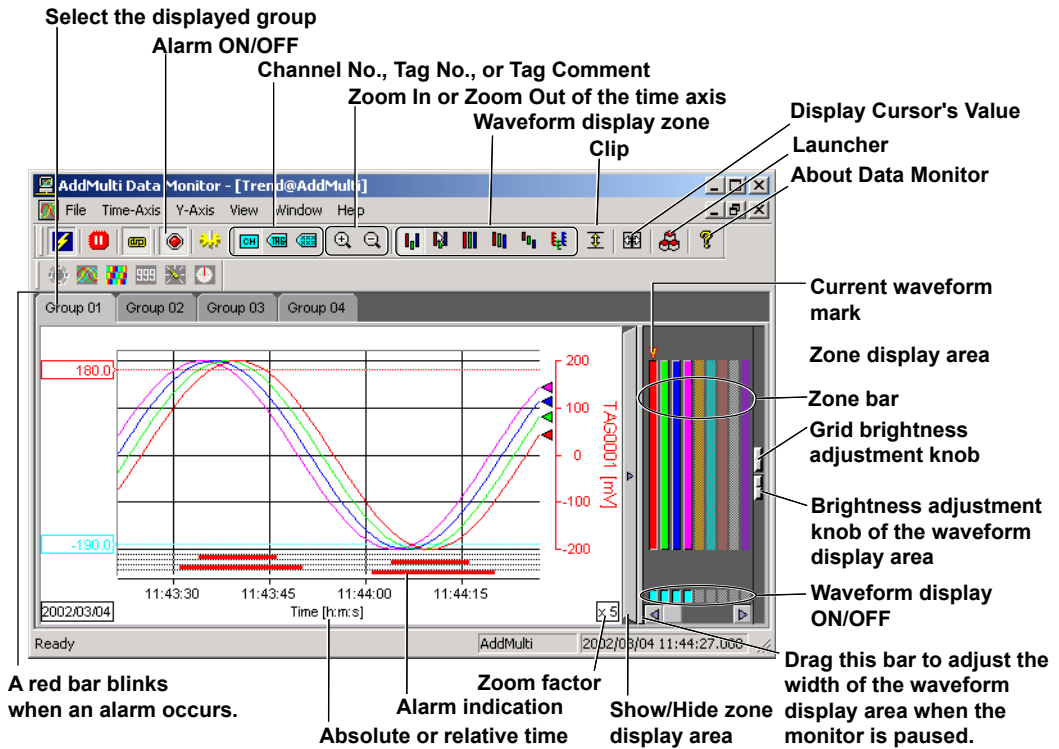 Select the displayed group
Alarm ON/OFF
Channel No., Tag No., or Tag Comment
Zoom In or Zoom Out of the time axis
Waveform display zone
Clip
Display Cursor's Value
Launcher
About Data Monitor
AddMulti Data Monitor - [Trend@AddMulti]
File Time-Axis Y-Axis View Window Help
CH TAG
999
Group 01 Group 02 Group 03 Group 04
180.0
-190.0
200
100
0
-100
-200
TAG0001 [mV]
11:43:30 11:43:45 11:44:00 11:44:15
2002/03/04
Time [h:m:s]
x 5
Ready
AddMulti
2002/03/04 11:44:27.008
Current waveform
mark
Zone display area
Zone bar
Grid brightness
adjustment knob
Brightness adjustment
knob of the waveform
display area
Waveform display
ON/OFF
Drag this bar to adjust the
width of the waveform
display area when the
monitor is paused.
A red bar blinks
when an alarm occurs.
Zoom factor
Alarm indication
Absolute or relative time
Show/Hide zone
display area